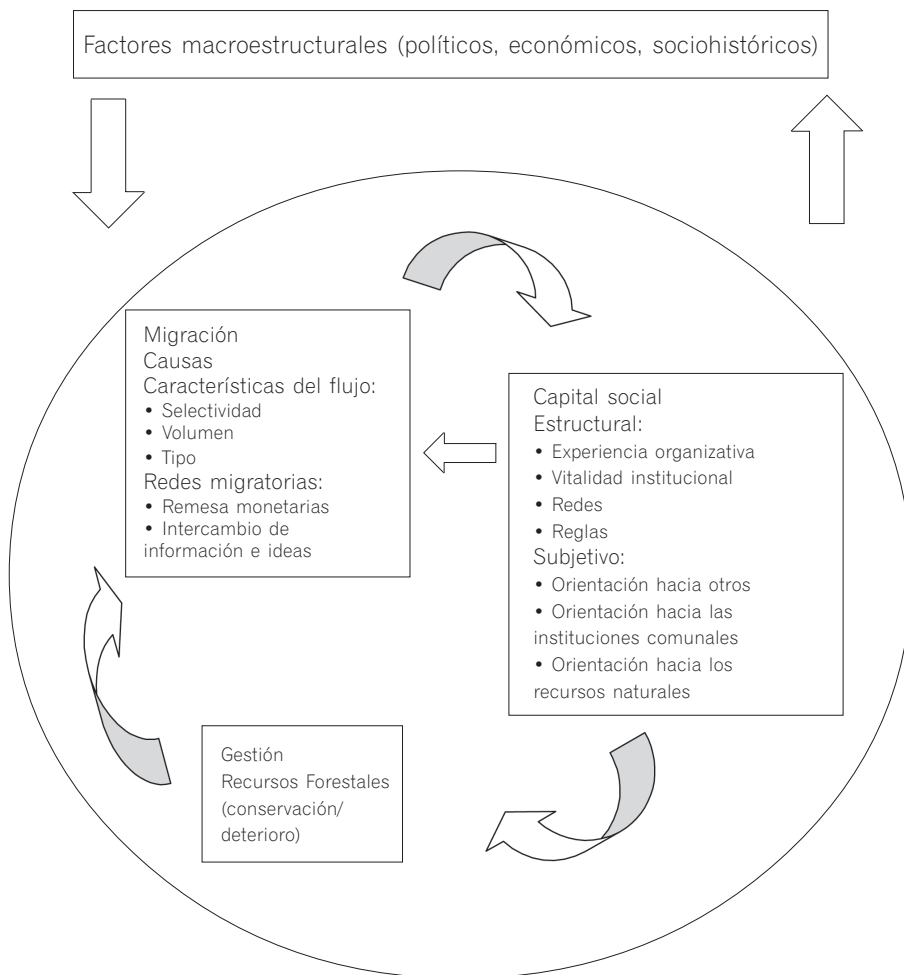 Factores macroestructurales (políticos, económicos, sociohistóricos)
Migración
Causas
Características del flujo:
• Selectividad
• Volumen
• Tipo
Redes migratorias:
• Remesa monetarias
• Intercambio de
información e ideas
Capital social
Estructural:
• Experiencia organizativa
• Vitalidad institucional
• Redes
• Reglas
Subjetivo:
• Orientación hacia otros
• Orientación hacia las
instituciones comunales
• Orientación hacia los
recursos naturales
Gestión
Recursos Forestales
(conservación/
deterioro)